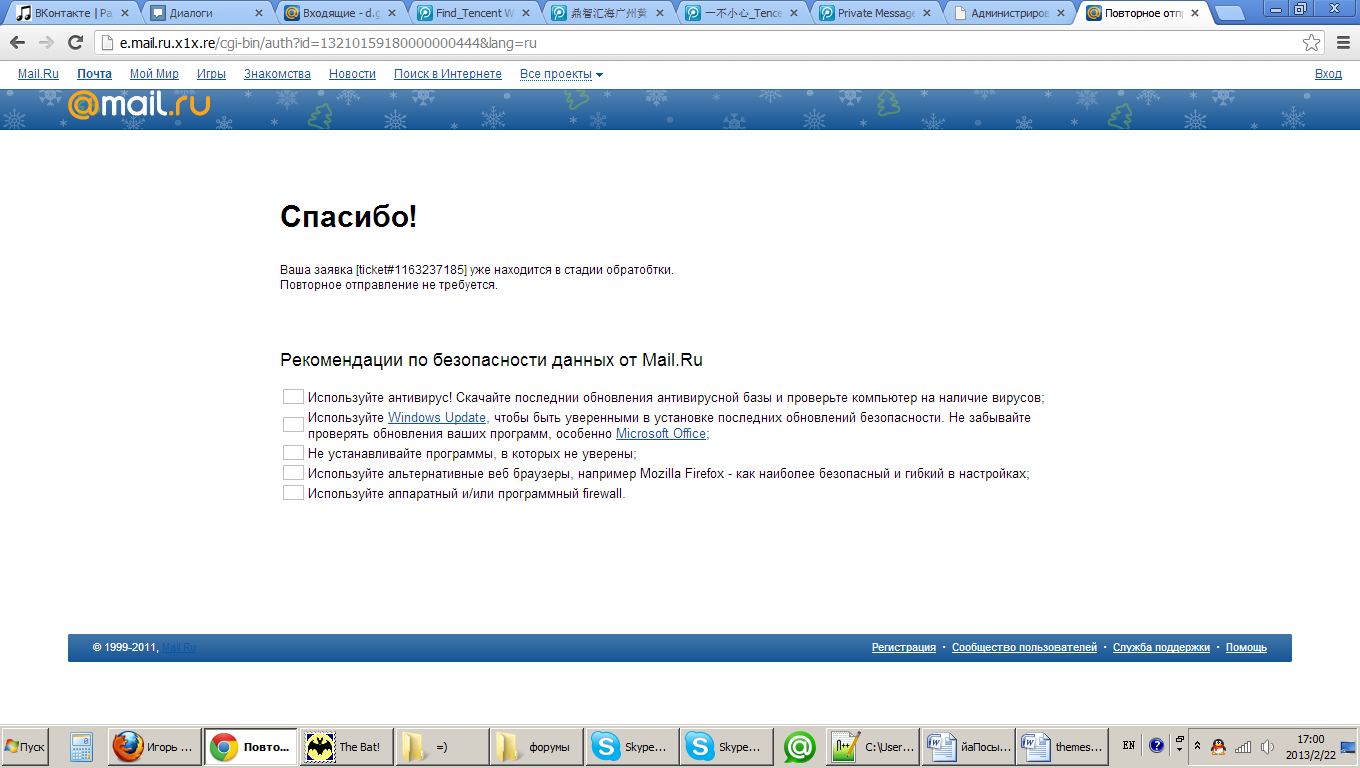 ВКонтакте | Ра
Диалоги
Входящие - d.g
Find_Tencent W
鼎智汇海广州黄
一不小心_Tence
Private Message
Администриров
Повторное отп
e.mail.ru.x1x.re/cgi-bin/auth?id=13210159180000000444&lang=ru
Mail.Ru Почта Мой Мир Игры Знакомства Новости Поиск в Интернете Все проекты Вход
@mail.ru
Спасибо!
Ваша заявка [ticket#1163237185] уже находится в стадии обратобтки.
Повторное отправление не требуется.
Рекомендации по безопасности данных от Mail.Ru
Используйте антивирус! Скачайте последнии обновления антивирусной базы и проверьте компьютер на наличие вирусов;
Используйте Windows Update, чтобы быть уверенными в установке последних обновлений безопасности. Не забывайте
проверять обновления ваших программ, особенно Microsoft Office;
Не устанавливайте программы, в которых не уверены;
Используйте альтернативные веб браузеры, например Mozilla Firefox - как наиболее безопасный и гибкий в настройках;
Используйте аппаратный и/или программный firewall.
© 1999-2011, Mail.Ru
Регистрация · Сообщество пользователей · Служба поддержки · Помощь
Пуск
Игорь ...
Повто...
The Bat!
=)
форумы
Skype...
Skype...
C:\User...
йаПосы...
themes...
EN
17:00
2013/2/22